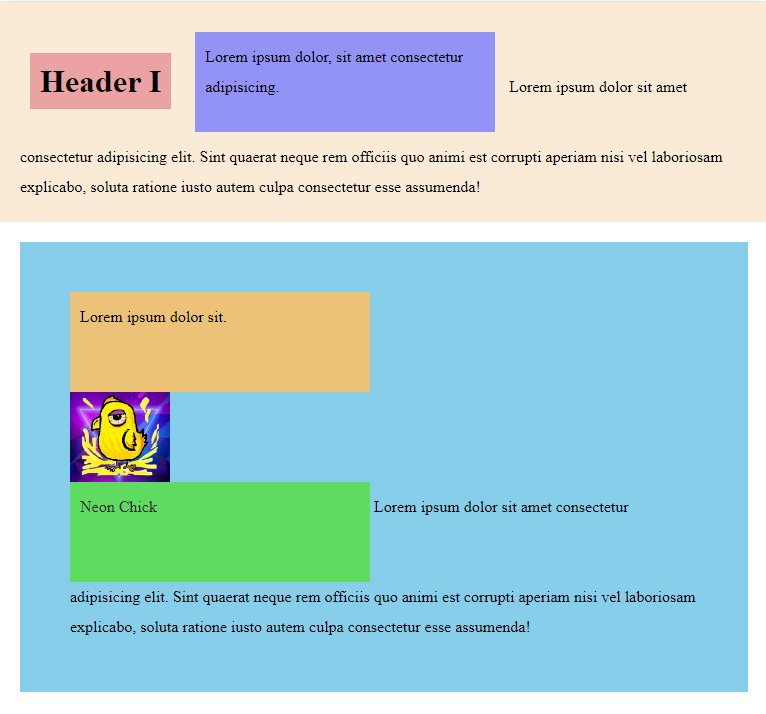 Header I
Lorem ipsum dolor, sit amet consectetur
adipisicing.
Lorem ipsum dolor sit amet
consectetur adipisicing elit. Sint quaerat neque rem officiis quo animi est corrupti aperiam nisi vel laboriosam
explicabo, soluta ratione iusto autem culpa consectetur esse assumenda!
Lorem ipsum dolor sit.
Neon Chick
Lorem ipsum dolor sit amet consectetur
adipisicing elit. Sint quaerat neque rem officiis quo animi est corrupti aperiam nisi vel laboriosam
explicabo, soluta ratione iusto autem culpa consectetur esse assumenda!